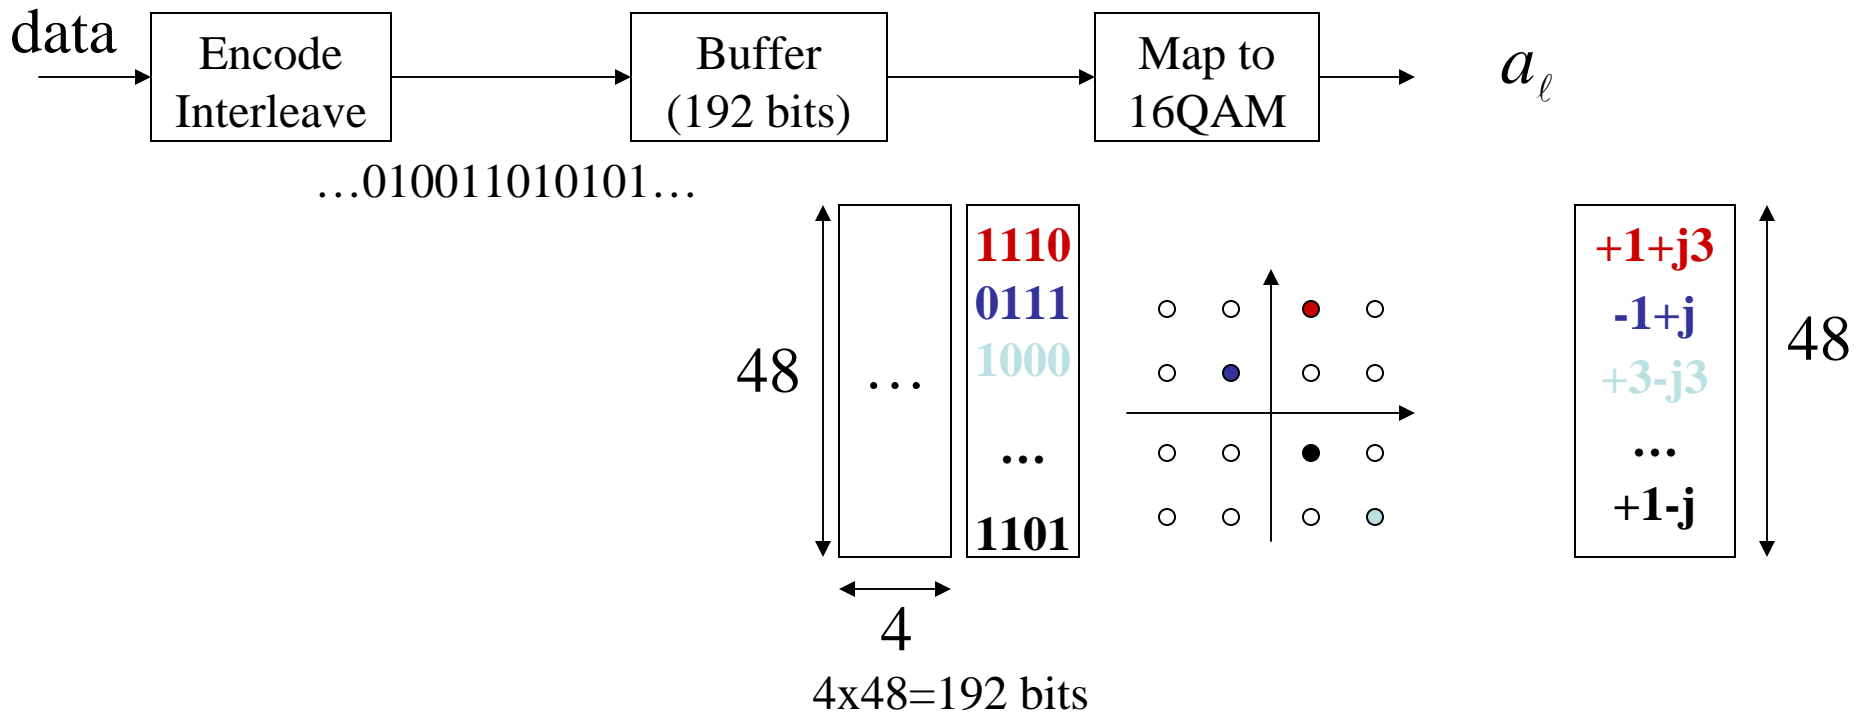 data
Encode
Interleave
Buffer
(192 bits)
Map to
16QAM
aℓ
…010011010101…
48
…
1110
0111
1000
…
1101
+1+j3
-1+j
+3-j3
…
+1-j
48
4
4x48=192 bits